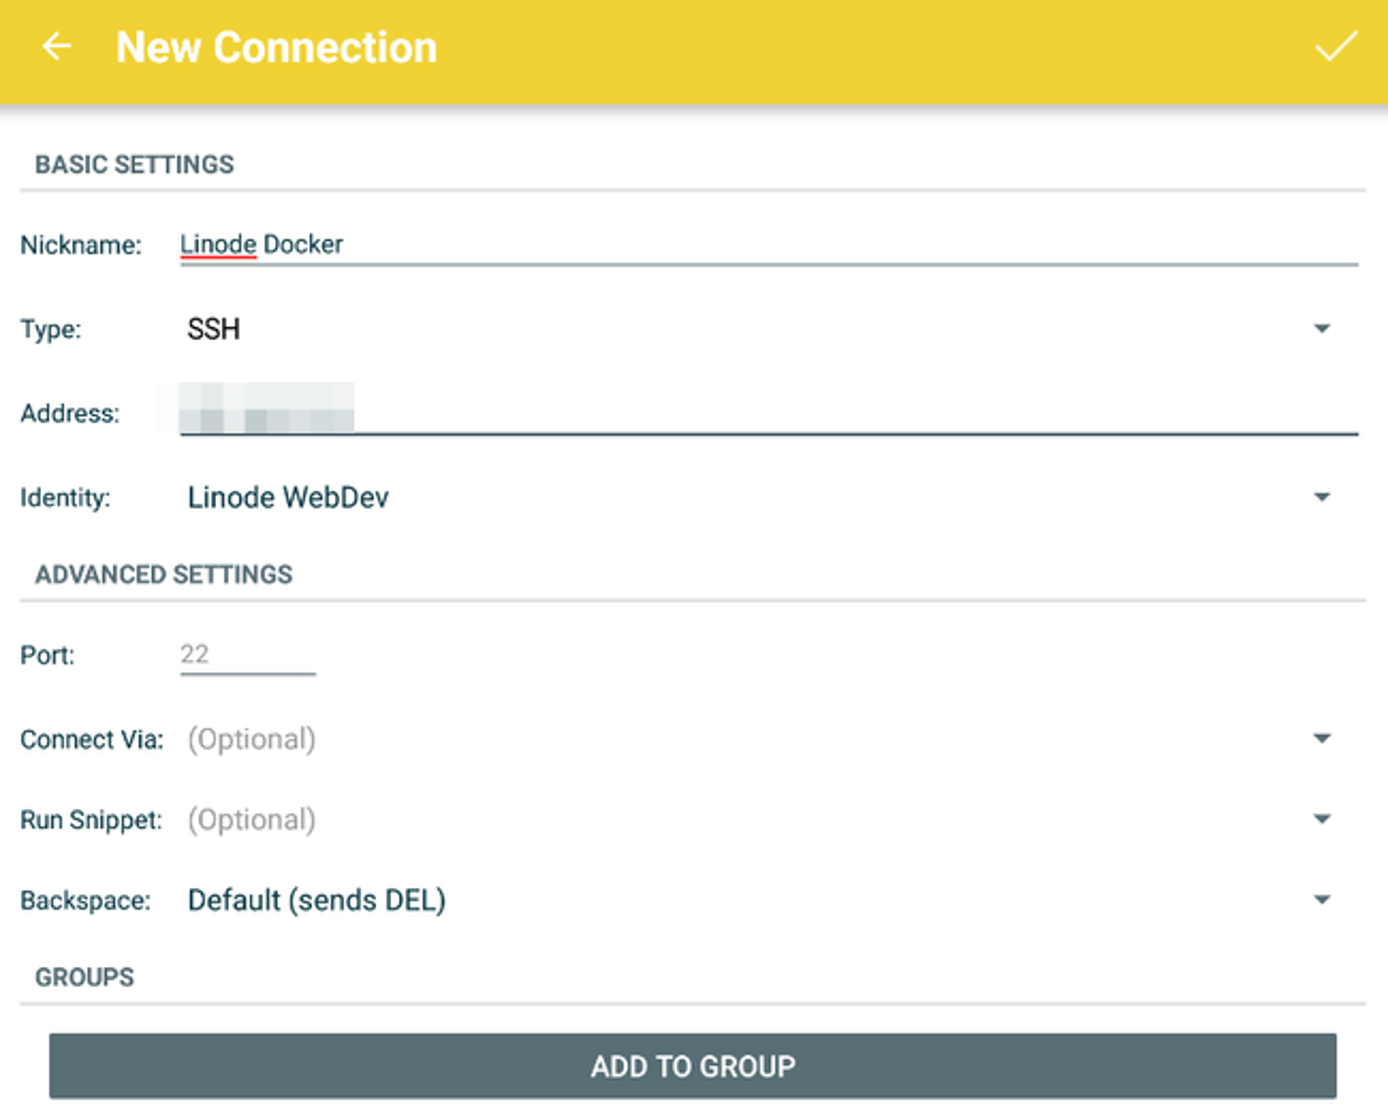 New Connection
BASIC SETTINGS
Nickname: Linode Docker
Type: SSH
Address:
Identity: Linode WebDev
ADVANCED SETTINGS
Port: 22
Connect Via: (Optional)
Run Snippet: (Optional)
Backspace: Default (sends DEL)
GROUPS
ADD TO GROUP